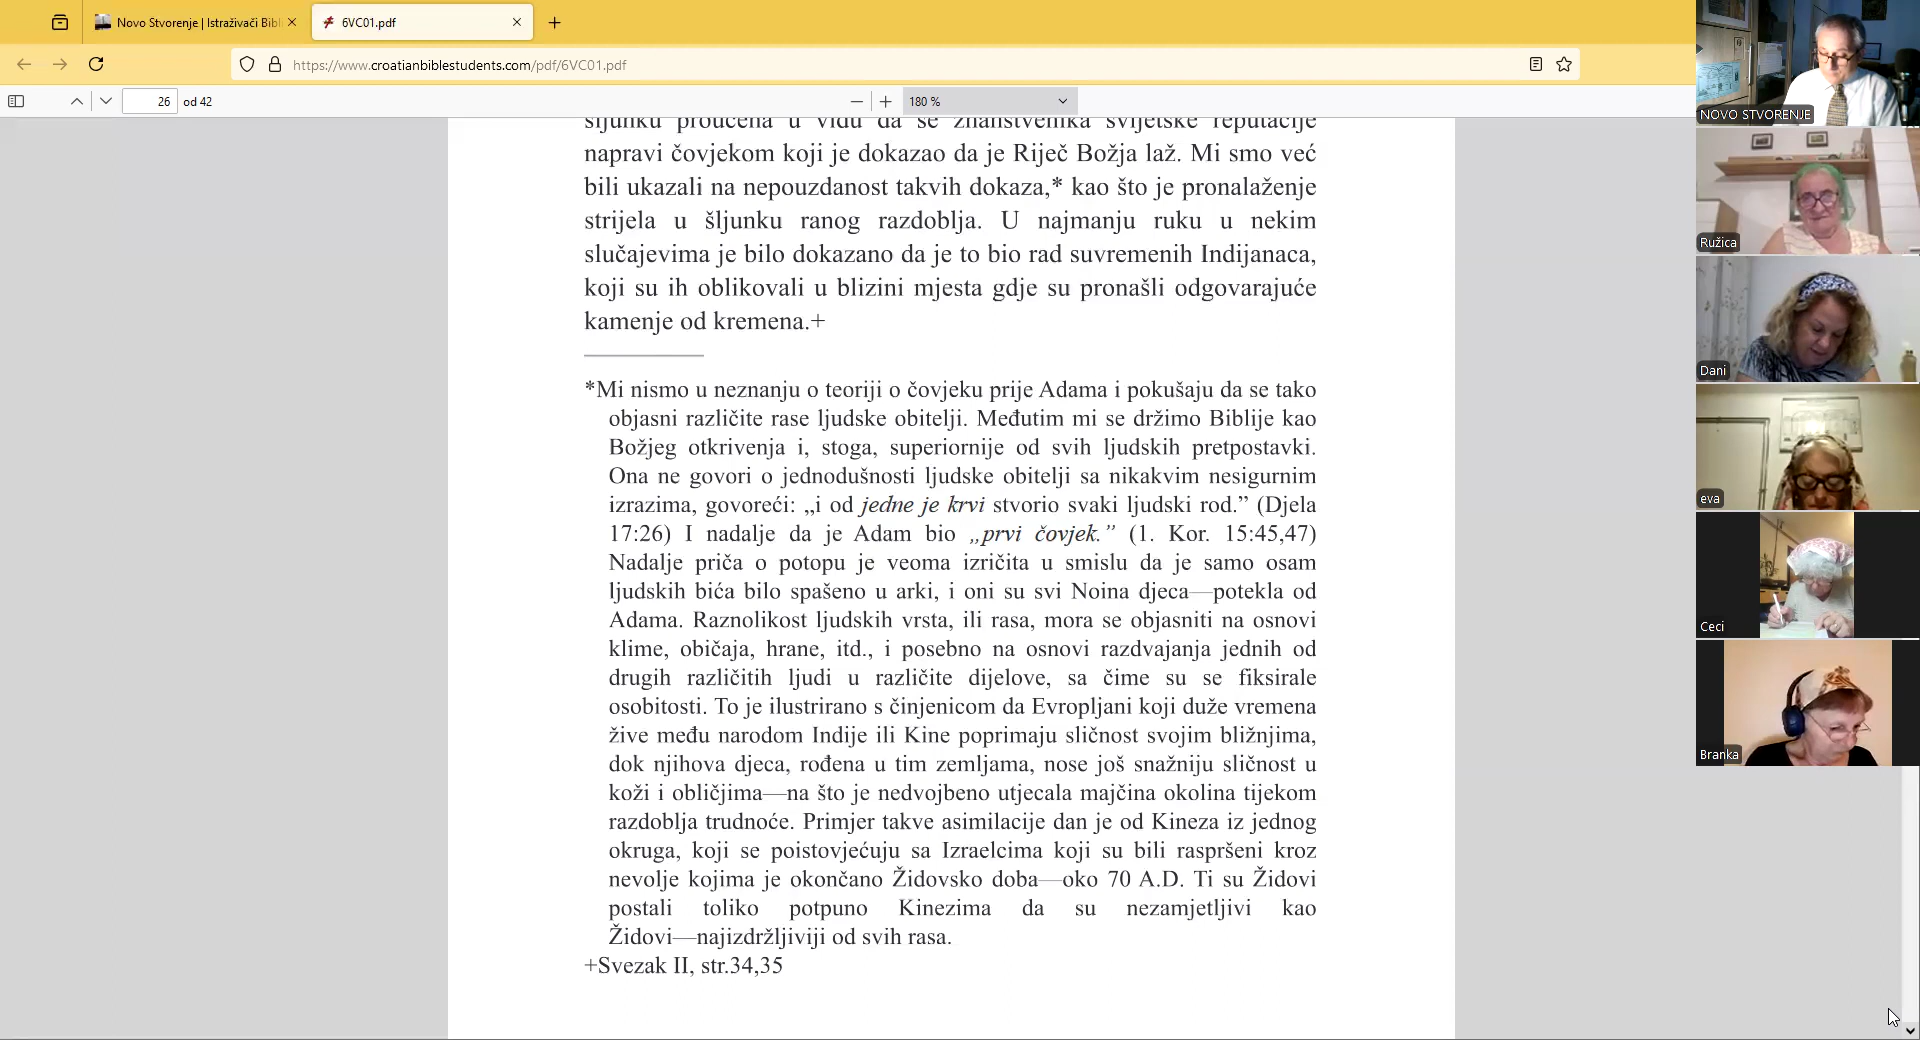 Novo Stvorenje | Istraživači Bibl
6VC01.pdf
https://www.croatianbiblestudents.com/pdf/6VC01.pdf
26 od 42
180 %
šljunku proučena u vidu da se znanstvenika svijetske reputacije
napravi čovjekom koji je dokazao da je Riječ Božja laž. Mi smo već
bili ukazali na nepouzdanost takvih dokaza,* kao što je pronalaženje
strijela u šljunku ranog razdoblja. U najmanju ruku u nekim
slučajevima je bilo dokazano da je to bio rad suvremenih Indijanaca,
koji su ih oblikovali u blizini mjesta gdje su pronašli odgovarajuće
kamenje od kremena.+
*Mi nismo u neznanju o teoriji o čovjeku prije Adama i pokušaju da se tako
objasni različite rase ljudske obitelji. Međutim mi se držimo Biblije kao
Božjeg otkrivenja i, stoga, superiornije od svih ljudskih pretpostavki.
Ona ne govori o jednodušnosti ljudske obitelji sa nikakvim nesigurnim
izrazima, govoreći: „i od jedne je krvi stvorio svaki ljudski rod.” (Djela
17:26) I nadalje da je Adam bio „prvi čovjek.” (1. Kor. 15:45,47)
Nadalje priča o potopu je veoma izričita u smislu da je samo osam
ljudskih bića bilo spašeno u arki, i oni su svi Noina djeca—potekla od
Adama. Raznolikost ljudskih vrsta, ili rasa, mora se objasniti na osnovi
klime, običaja, hrane, itd., i posebno na osnovi razdvajanja jednih od
drugih različitih ljudi u različite dijelove, sa čime su se fiksirale
osobitosti. To je ilustrirano s činjenicom da Evropljani koji duže vremena
žive među narodom Indije ili Kine poprimaju sličnost svojim bližnjima,
dok njihova djeca, rođena u tim zemljama, nose još snažniju sličnost u
koži i obličjima—na što je nedvojbeno utjecala majčina okolina tijekom
razdoblja trudnoće. Primjer takve asimilacije dan je od Kineza iz jednog
okruga, koji se poistovjećuju sa Izraelcima koji su bili raspršeni kroz
nevolje kojima je okončano Židovsko doba—oko 70 A.D. Ti su Židovi
postali toliko potpuno Kinezima da su nezamjetljivi kao
Židovi—najizdržljiviji od svih rasa.
+Svezak II, str.34,35
NOVO STVORENJE
Ružica
Dani
eva
Ceci
Branka